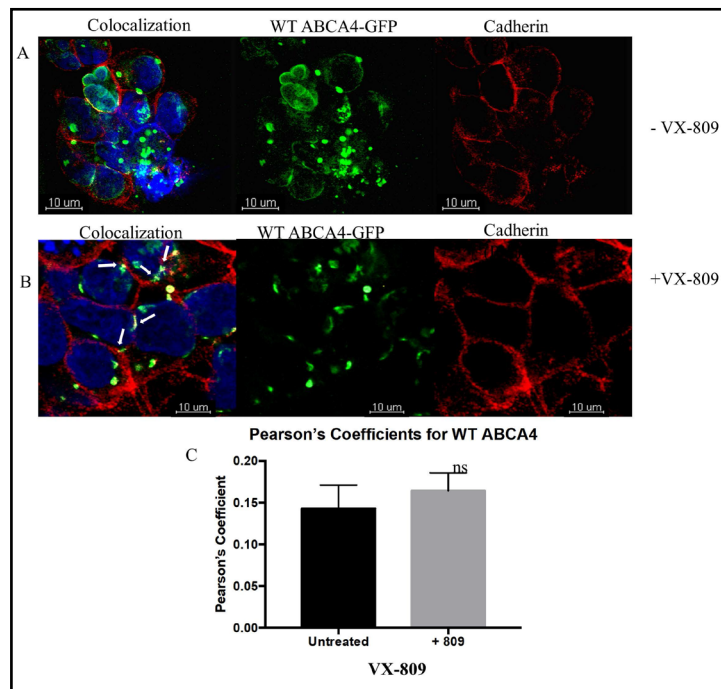 Colocalization WT ABCA4-GFP Cadherin
A
- VX-809
10 um 10 um 10 um
Colocalization WT ABCA4-GFP Cadherin
B
+VX-809
10 um 10 um 10 um
Pearson's Coefficients for WT ABCA4
C
Pearson's Coefficient
0.20
0.15
0.10
0.05
0.00
ns
Untreated + 809
VX-809